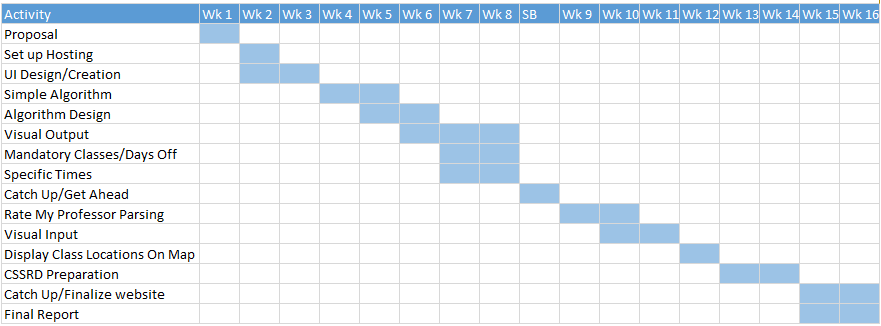 Activity Wk 1 Wk 2 Wk 3 Wk 4 Wk 5 Wk 6 Wk 7 Wk 8 SB Wk 9 Wk 10 Wk 11 Wk 12 Wk 13 Wk 14 Wk 15 Wk 16
Proposal
Set up Hosting
UI Design/Creation
Simple Algorithm
Algorithm Design
Visual Output
Mandatory Classes/Days Off
Specific Times
Catch Up/Get Ahead
Rate My Professor Parsing
Visual Input
Display Class Locations On Map
CSSRD Preparation
Catch Up/Finalize website
Final Report